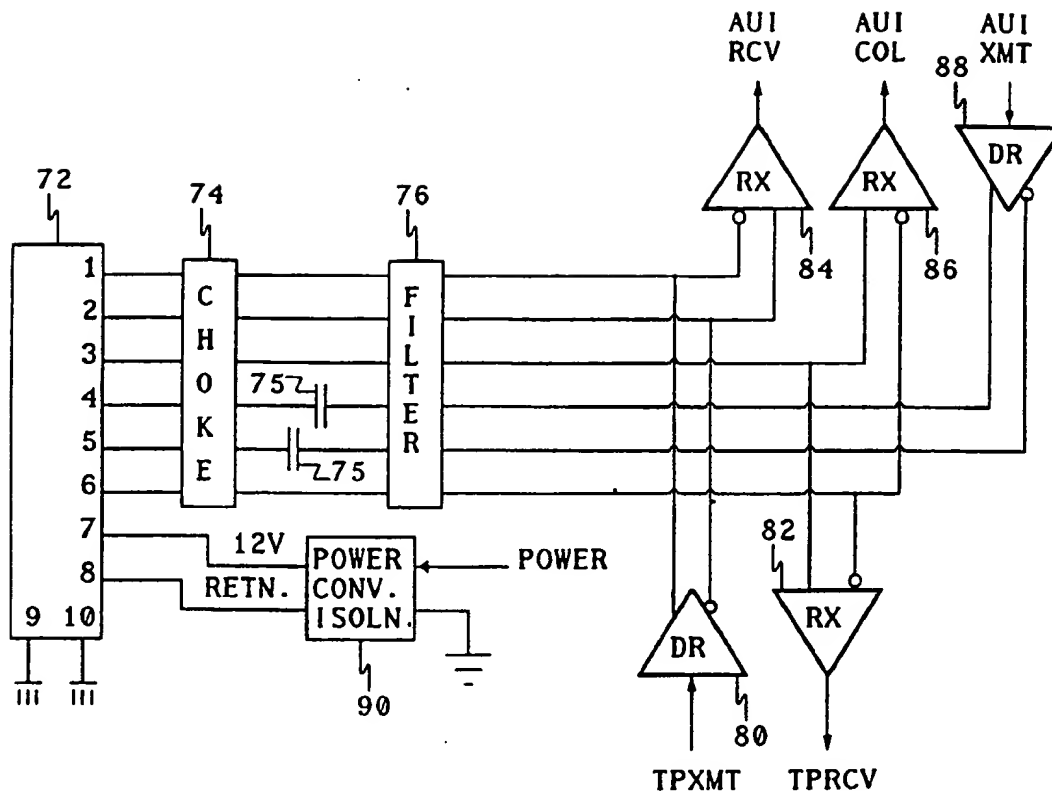 AUI RCV
AUI COL
AUI XMT
88
DR
72
74
76
RX
RX
84
86
1
2
3
4
5
6
7
8
9 10
CHOKE
75
75
FILTER
12V
RETN.
POWER CONV. ISOLN.
POWER
90
82
RX
DR
80
TPXMT
TPRCV